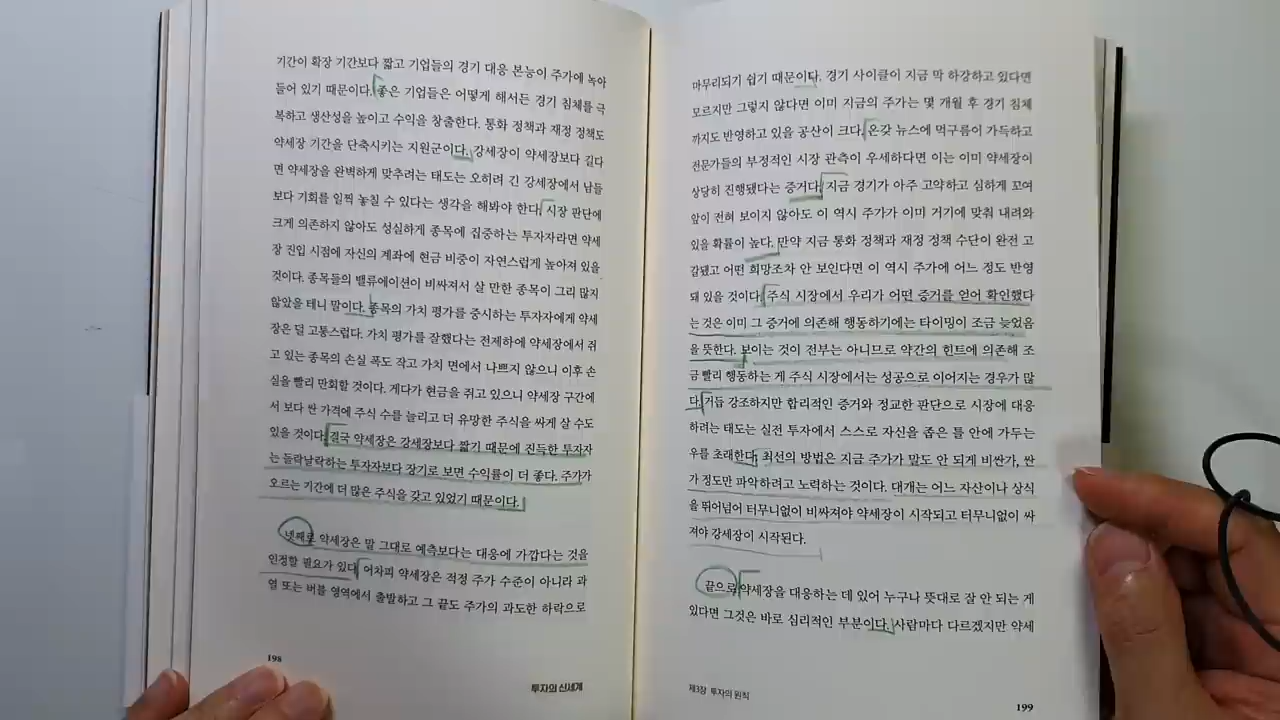 기간이 확장 기간보다 짧고 기업들의 경기 대응 본능이 주가에 녹아
들어 있기 때문이다. 좋은 기업들은 어떻게 해서든 경기 침체를 극
복하고 생산성을 높이고 수익을 창출한다. 통화 정책과 재정 정책도
약세장 기간을 단축시키는 지원군이다. 강세장이 약세장보다 길다
면 약세장을 완벽하게 맞추려는 태도는 오히려 긴 강세장에서 남들
보다 기회를 일찍 놓칠 수 있다는 생각을 해봐야 한다. 시장 판단에
크게 의존하지 않아도 성실하게 종목에 집중하는 투자자라면 약세
장 진입 시점에 자신의 계좌에 현금 비중이 자연스럽게 높아져 있을
것이다. 종목들의 밸류에이션이 비싸져서 살 만한 종목이 그리 많지
않았을 테니 말이다. 종목의 가치 평가를 중시하는 투자자에게 약세
장은 덜 고통스럽다. 가치 평가를 잘했다는 전제하에 약세장에서 쥐
고 있는 종목의 손실 폭도 작고 가치 면에서 나쁘지 않으니 이후 손
실을 빨리 만회할 것이다. 게다가 현금을 쥐고 있으니 약세장 구간에
서 보다 싼 가격에 주식 수를 늘리고 더 유망한 주식을 싸게 살 수도
있을 것이다. 결국 약세장은 강세장보다 짧기 때문에 진득한 투자자
는 들락날락하는 투자자보다 장기로 보면 수익률이 더 좋다. 주가가
오르는 기간에 더 많은 주식을 갖고 있었기 때문이다.
넷째로 약세장은 말 그대로 예측보다는 대응에 가깝다는 것을
인정할 필요가 있다. 어차피 약세장은 적정 주가 수준이 아니라 과
열 또는 버블 영역에서 출발하고 그 끝도 주가의 과도한 하락으로
198
투자의 신세계
마무리되기 쉽기 때문이다. 경기 사이클이 지금 막 하강하고 있다면
모르지만 그렇지 않다면 이미 지금의 주가는 몇 개월 후 경기 침체
까지도 반영하고 있을 공산이 크다. 온갖 뉴스에 먹구름이 가득하고
전문가들의 부정적인 시장 관측이 우세하다면 이는 이미 약세장이
상당히 진행됐다는 증거다. 지금 경기가 아주 고약하고 심하게 꼬여
앞이 전혀 보이지 않아도 이 역시 주가가 이미 거기에 맞춰 내려와
있을 확률이 높다. 만약 지금 통화 정책과 재정 정책 수단이 완전 고
갈됐고 어떤 희망조차 안 보인다면 이 역시 주가에 어느 정도 반영
돼 있을 것이다. 주식 시장에서 우리가 어떤 증거를 얻어 확인했다
는 것은 이미 그 증거에 의존해 행동하기에는 타이밍이 조금 늦었음
을 뜻한다. 보이는 것이 전부는 아니므로 약간의 힌트에 의존해 조
금 빨리 행동하는 게 주식 시장에서는 성공으로 이어지는 경우가 많
다. 거듭 강조하지만 합리적인 증거와 정교한 판단으로 시장에 대응
하려는 태도는 실전 투자에서 스스로 자신을 좁은 틀 안에 가두는
우를 초래한다. 최선의 방법은 지금 주가가 말도 안 되게 비싼가, 싼
가 정도만 파악하려고 노력하는 것이다. 대개는 어느 자산이나 상식
을 뛰어넘어 터무니없이 비싸져야 약세장이 시작되고 터무니없이 싸
져야 강세장이 시작된다.
끝으로 약세장을 대응하는 데 있어 누구나 뜻대로 잘 안 되는 게
있다면 그것은 바로 심리적인 부분이다. 사람마다 다르겠지만 약세
제3장 투자의 원칙
199